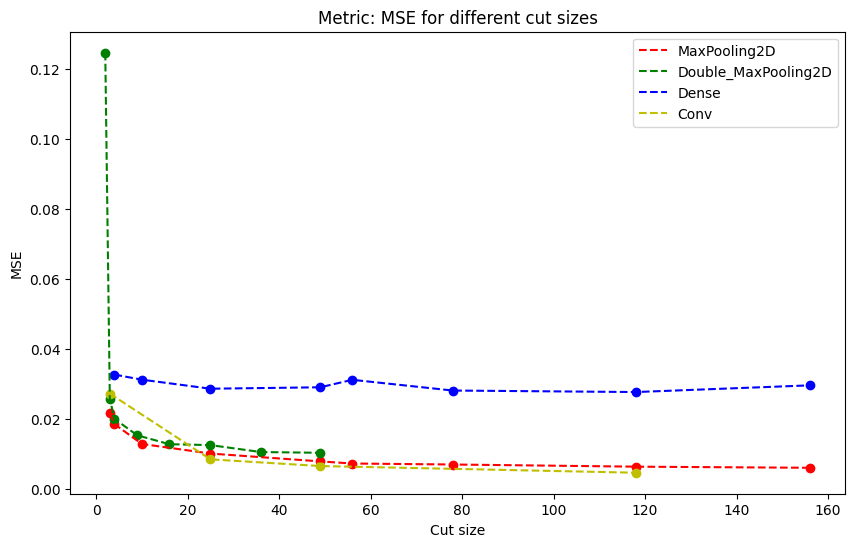 Metric: MSE for different cut sizes
MaxPooling2D
Double_MaxPooling2D
Dense
Conv
MSE
0.12
0.10
0.08
0.06
0.04
0.02
0.00
0 20 40 60 80 100 120 140 160
Cut size